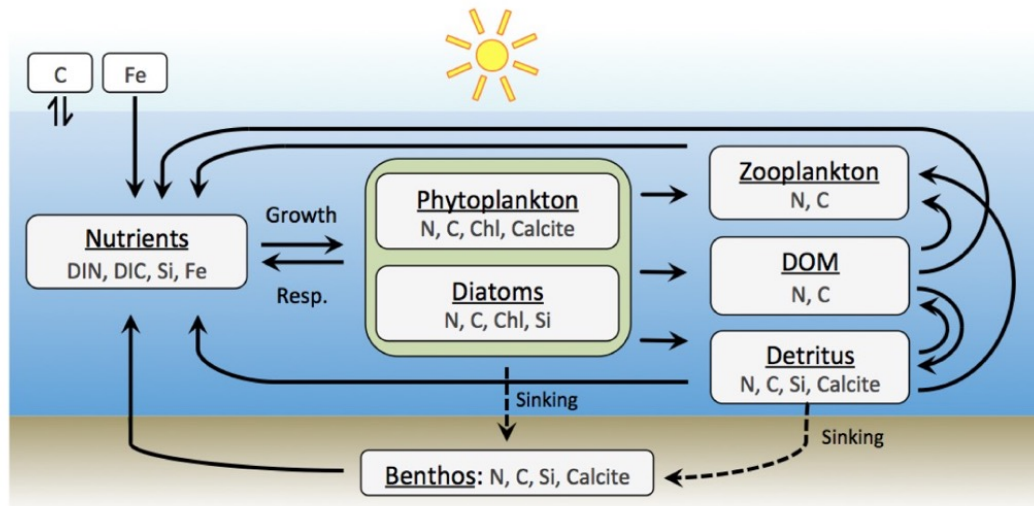 C
Fe
Nutrients
DIN, DIC, Si, Fe
Growth
Resp.
Phytoplankton
N, C, Chl, Calcite
Diatoms
N, C, Chl, Si
Zooplankton
N, C
DOM
N, C
Detritus
N, C, Si, Calcite
Sinking
Sinking
Benthos: N, C, Si, Calcite